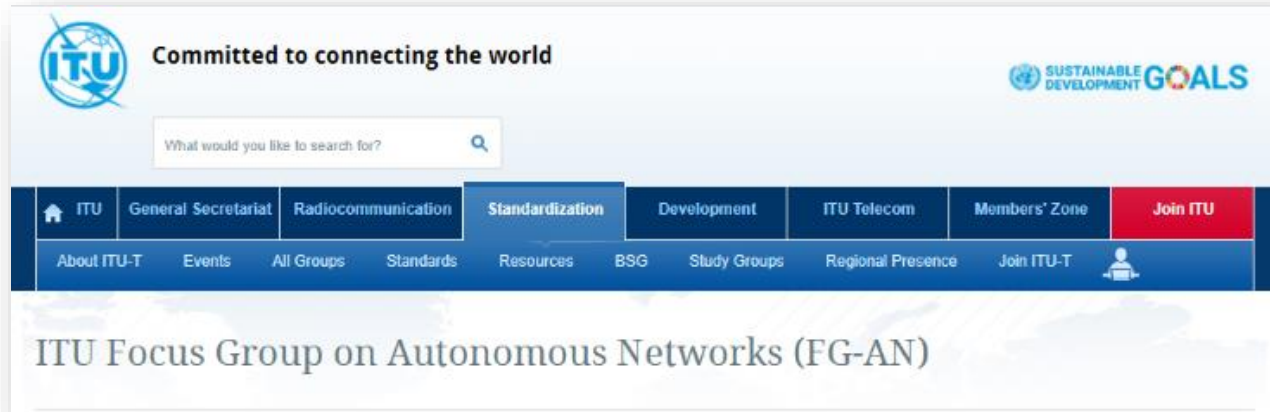 ITU
Committed to connecting the world
SUSTAINABLE DEVELOPMENT GOALS
What would you like to search for?
ITU General Secretariat Radiocommunication Standardization Development ITU Telecom Members' Zone Join ITU
About ITU-T Events All Groups Standards Resources BSG Study Groups Regional Presence Join ITU-T
ITU Focus Group on Autonomous Networks (FG-AN)